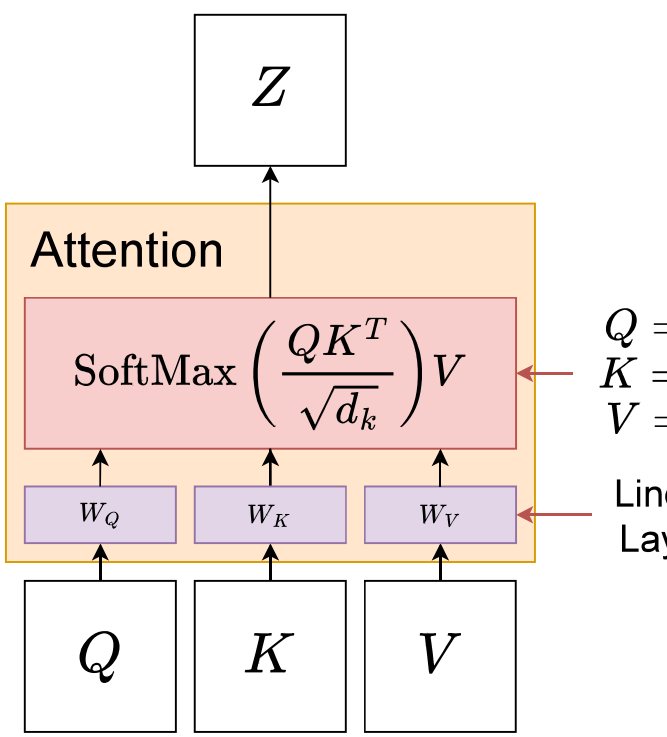 Z
Attention
SoftMax (QK^T / √d_k) V
Q =
K =
V =
W_Q W_K W_V
Q K V